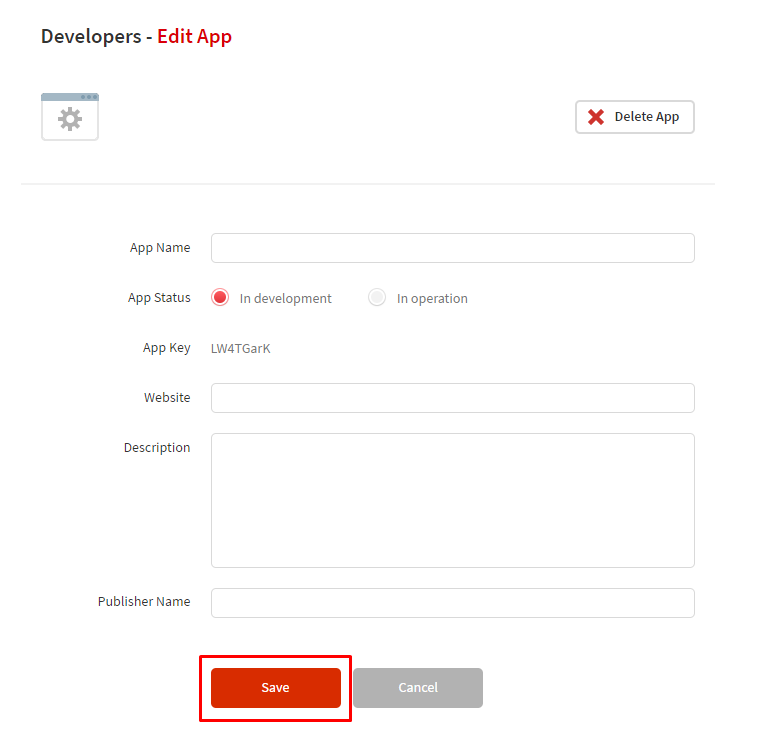 Developers - Edit App
Delete App
App Name
App Status In development In operation
App Key LW4TGarK
Website
Description
Publisher Name
Save Cancel